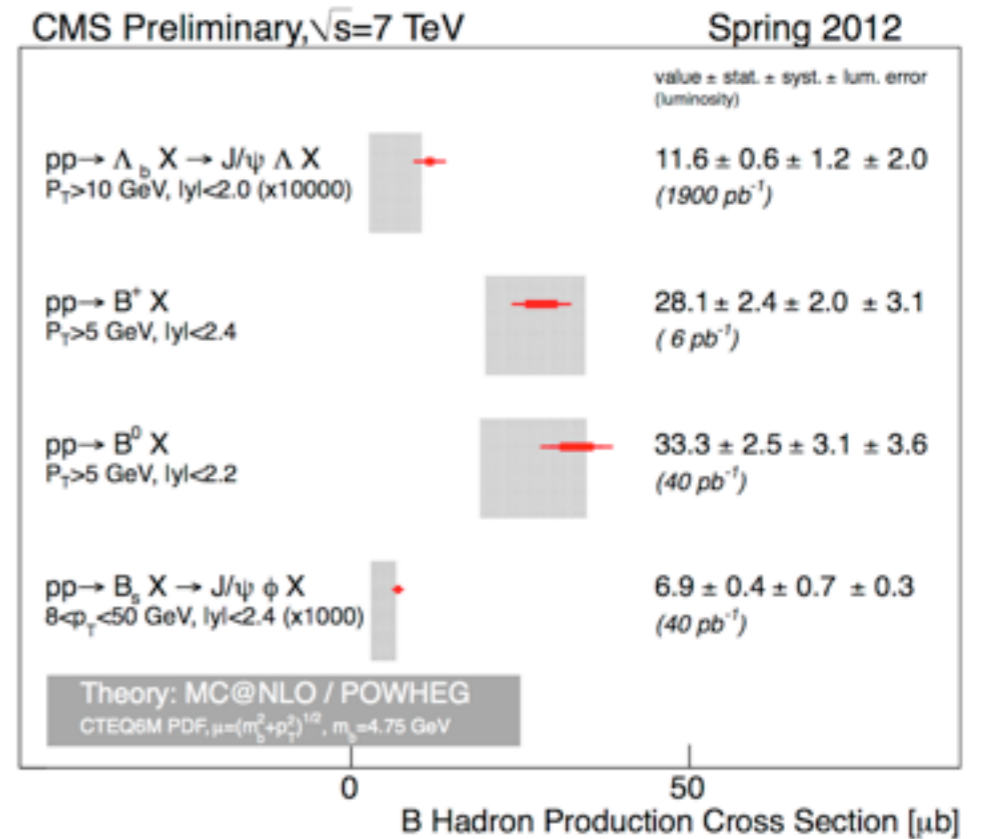 CMS Preliminary,√s=7 TeV Spring 2012
value ± stat. ± syst. ± lum. error
(luminosity)
pp→ Λ_b X → J/ψ Λ X 11.6 ± 0.6 ± 1.2 ± 2.0
P_T>10 GeV, |y|<2.0 (x10000) (1900 pb⁻¹)
pp→ B⁺ X 28.1 ± 2.4 ± 2.0 ± 3.1
P_T>5 GeV, |y|<2.4 ( 6 pb⁻¹)
pp→ B⁰ X 33.3 ± 2.5 ± 3.1 ± 3.6
P_T>5 GeV, |y|<2.2 (40 pb⁻¹)
pp→ B_s X → J/ψ φ X 6.9 ± 0.4 ± 0.7 ± 0.3
8<p_T<50 GeV, |y|<2.4 (x1000) (40 pb⁻¹)
Theory: MC@NLO / POWHEG
CTEQ6M PDF, μ=(m_b²+p_T²)^1/2, m_b=4.75 GeV
0 50
B Hadron Production Cross Section [μb]